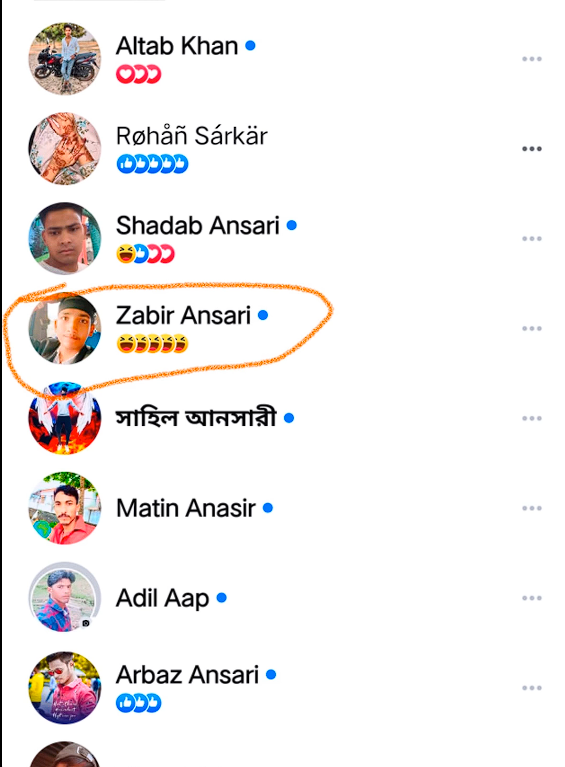 Altab Khan
Røhåñ Sárkär
Shadab Ansari
Zabir Ansari
সাহিল আনসারী
Matin Anasir
Adil Aap
Arbaz Ansari